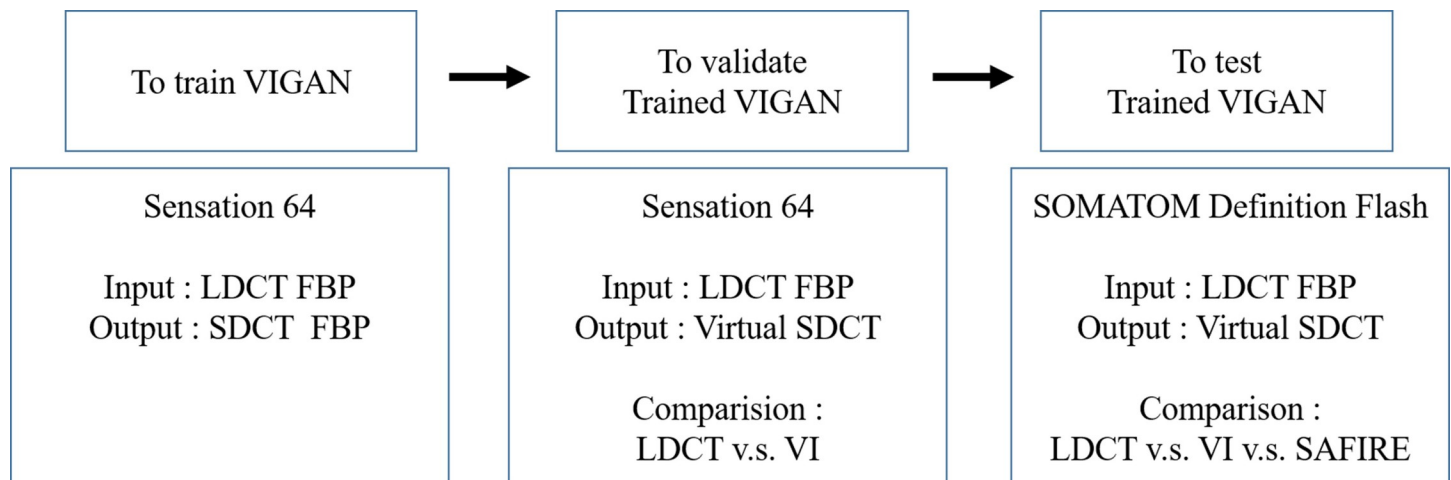 To train VIGAN
To validate
Trained VIGAN
To test
Trained VIGAN
Sensation 64
Input : LDCT FBP
Output : SDCT FBP
Sensation 64
Input : LDCT FBP
Output : Virtual SDCT
Comparision :
LDCT v.s. VI
SOMATOM Definition Flash
Input : LDCT FBP
Output : Virtual SDCT
Comparison :
LDCT v.s. VI v.s. SAFIRE